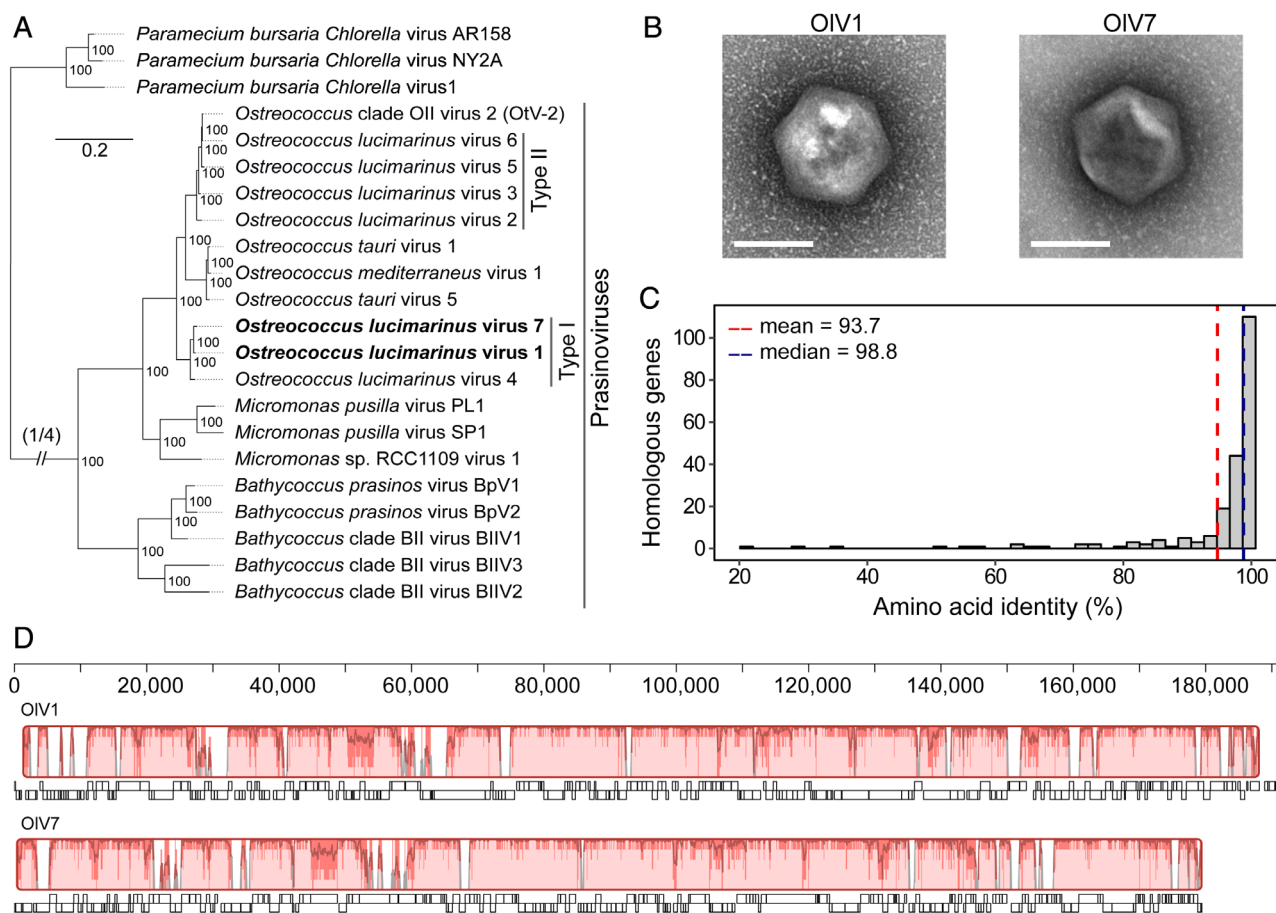 A
Paramecium bursaria Chlorella virus AR158
100
Paramecium bursaria Chlorella virus NY2A
100
Paramecium bursaria Chlorella virus1
0.2
Ostreococcus clade OII virus 2 (OtV-2)
100
Ostreococcus lucimarinus virus 6
100
Ostreococcus lucimarinus virus 5
100
Ostreococcus lucimarinus virus 3
100
Ostreococcus lucimarinus virus 2
Type II
100
Ostreococcus tauri virus 1
100
Ostreococcus mediterraneus virus 1
100
Ostreococcus tauri virus 5
100
Ostreococcus lucimarinus virus 7
100
Ostreococcus lucimarinus virus 1
100
Ostreococcus lucimarinus virus 4
Type I
100
Micromonas pusilla virus PL1
100
Micromonas pusilla virus SP1
100
Micromonas sp. RCC1109 virus 1
(1/4)
//
100
Bathycoccus prasinos virus BpV1
100
Bathycoccus prasinos virus BpV2
100
Bathycoccus clade BII virus BIIV1
100
Bathycoccus clade BII virus BIIV3
100
Bathycoccus clade BII virus BIIV2
Prasinoviruses
B
OlV1
OlV7
C
mean = 93.7
median = 98.8
Homologous genes
100
80
60
40
20
0
20 40 60 80 100
Amino acid identity (%)
D
0 20,000 40,000 60,000 80,000 100,000 120,000 140,000 160,000 180,000
OlV1
OlV7